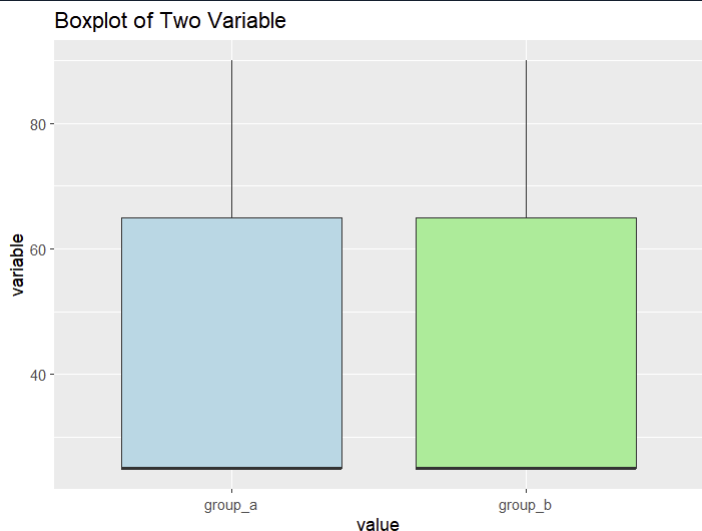 Boxplot of Two Variable
variable
80
60
40
group_a group_b
value